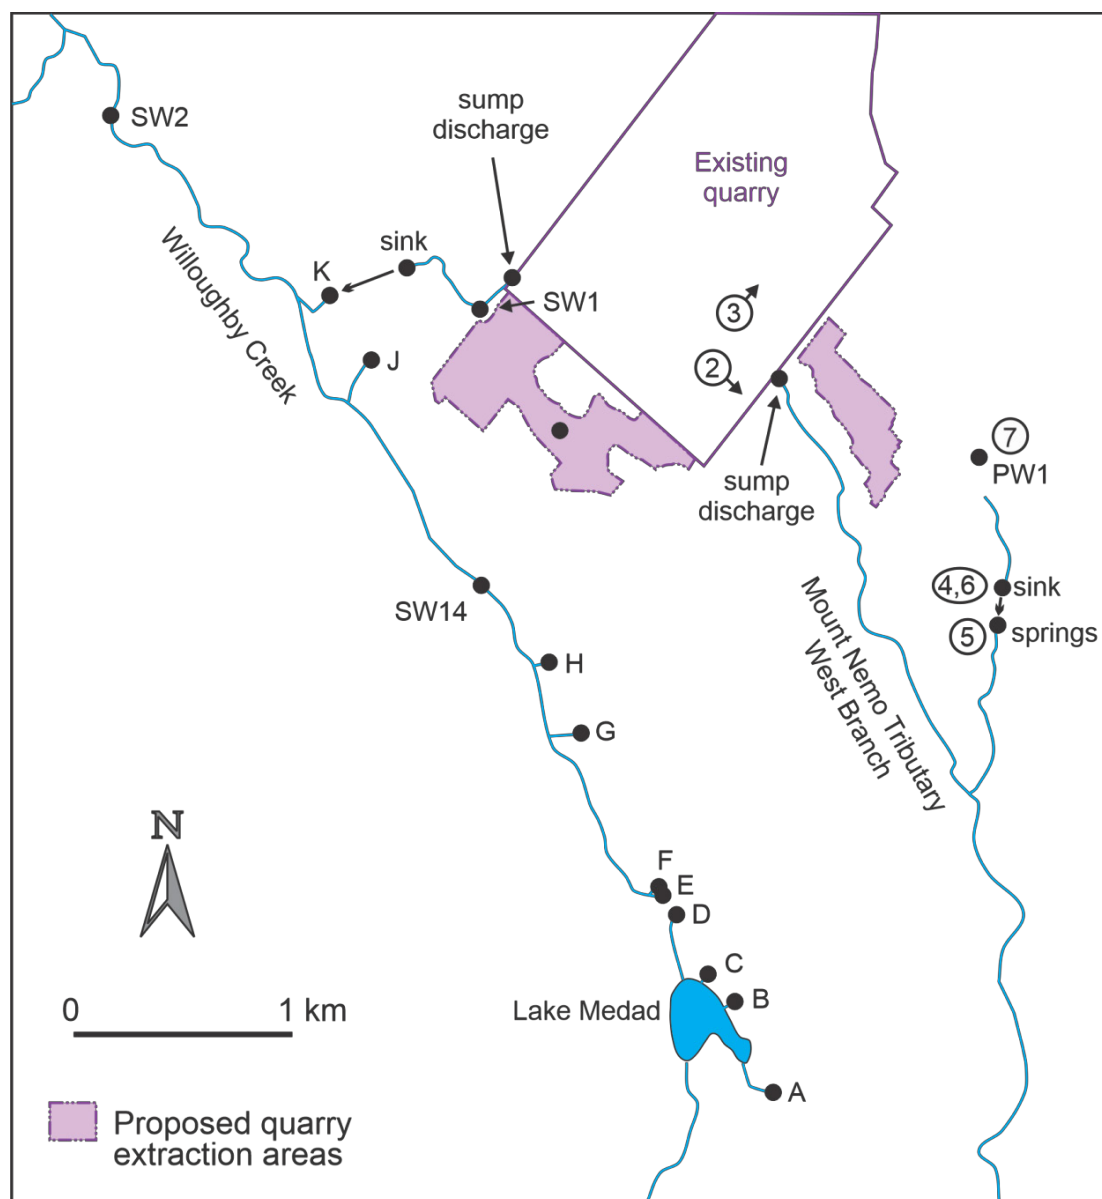 SW2
sump
discharge
Existing
quarry
Willoughby Creek
sink
K
SW1
3
J
2
7
PW1
sump
discharge
4,6
sink
5
springs
SW14
Mount Nemo Tributary
West Branch
H
G
N
F
E
D
C
B
Lake Medad
0
1 km
A
Proposed quarry
extraction areas